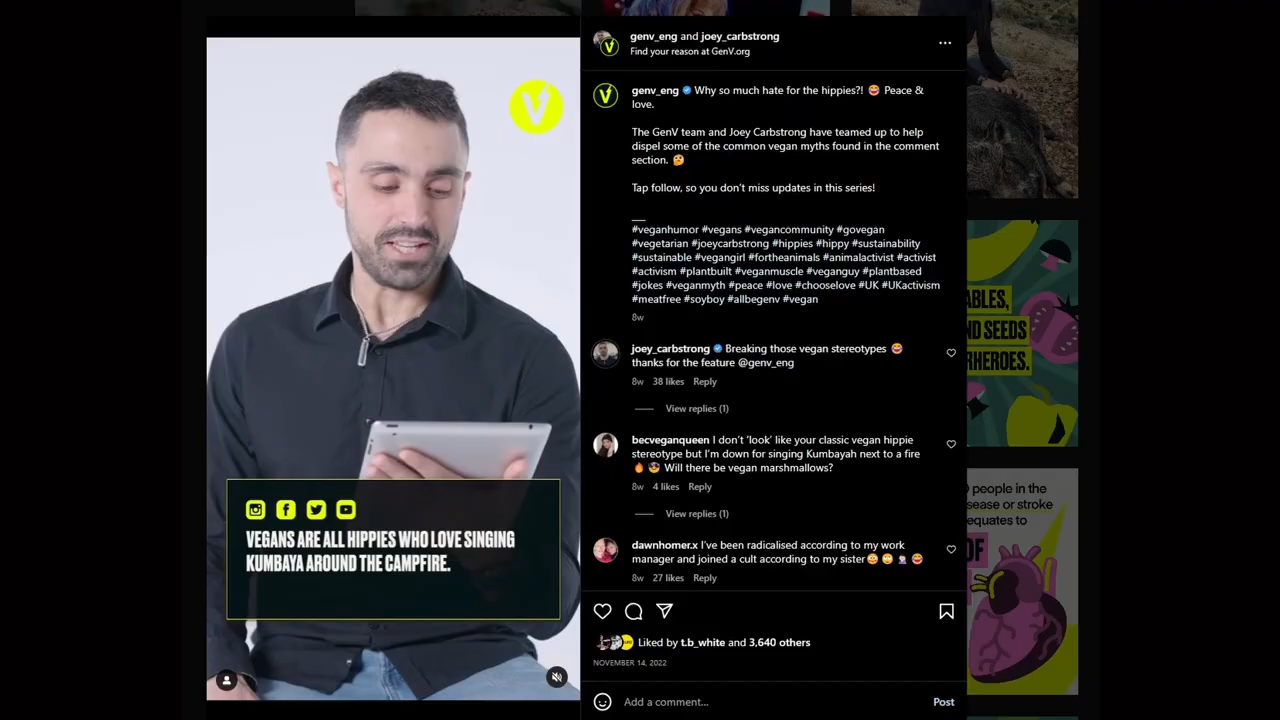 V
VEGANS ARE ALL HIPPIES WHO LOVE SINGING
KUMBAYA AROUND THE CAMPFIRE.
genv_eng and joey_carbstrong
Find your reason at GenV.org
genv_eng Why so much hate for the hippies?! 😂 Peace &
love.
The GenV team and Joey Carbstrong have teamed up to help
dispel some of the common vegan myths found in the comment
section. 🤔
Tap follow, so you don't miss updates in this series!
__
#veganhumor #vegans #vegancommunity #govegan
#vegetarian #joeycarbstrong #hippies #hippy #sustainability
#sustainable #vegangirl #fortheanimals #animalactivist #activist
#activism #plantbuilt #veganmuscle #veganguy #plantbased
#jokes #veganmyth #peace #love #chooselove #UK #UKactivism
#meatfree #soyboy #allbegenv #vegan
8w
joey_carbstrong Breaking those vegan stereotypes 😂
thanks for the feature @genv_eng
8w 38 likes Reply
View replies (1)
becveganqueen I don't 'look' like your classic vegan hippie
stereotype but I'm down for singing Kumbayah next to a fire
🔥 😎 Will there be vegan marshmallows?
8w 4 likes Reply
View replies (1)
dawnhomer.x I've been radicalised according to my work
manager and joined a cult according to my sister
8w 27 likes Reply
Liked by t.b_white and 3,640 others
NOVEMBER 14, 2022
Add a comment...
Post
ABLES,
ND SEEDS
RHEROES.
people in the
sease or stroke
equates to
OF